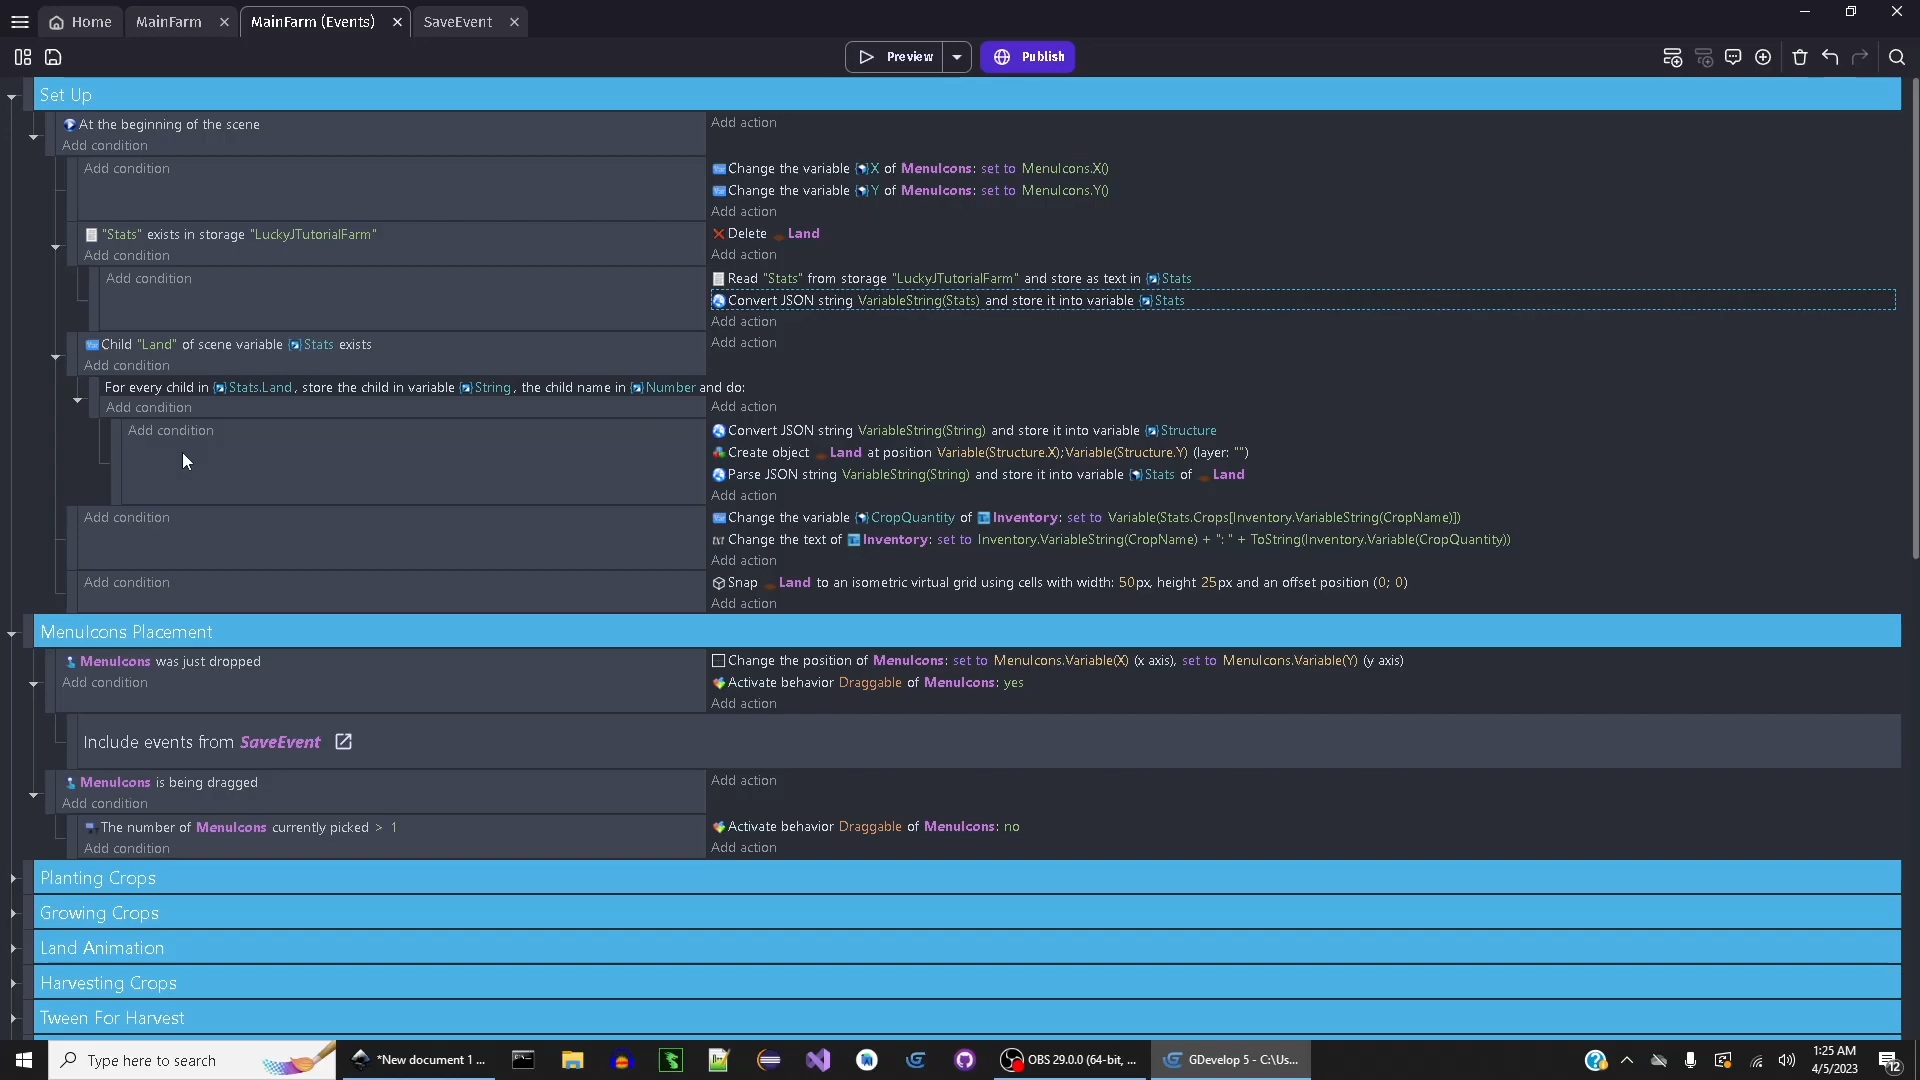 Home
MainFarm
MainFarm (Events)
SaveEvent
Preview
Publish
Set Up
At the beginning of the scene
Add condition
Add action
Add condition
Change the variable X of MenuIcons: set to MenuIcons.X()
Change the variable Y of MenuIcons: set to MenuIcons.Y()
Add action
"Stats" exists in storage "LuckyJTutorialFarm"
Add condition
Delete Land
Add action
Add condition
Read "Stats" from storage "LuckyJTutorialFarm" and store as text in Stats
Convert JSON string VariableString(Stats) and store it into variable Stats
Add action
Child "Land" of scene variable Stats exists
Add condition
Add action
For every child in Stats.Land, store the child in variable String, the child name in Number and do:
Add condition
Add action
Add condition
Convert JSON string VariableString(String) and store it into variable Structure
Create object Land at position Variable(Structure.X);Variable(Structure.Y) (layer: "")
Parse JSON string VariableString(String) and store it into variable Stats of Land
Add action
Add condition
Change the variable CropQuantity of Inventory: set to Variable(Stats.Crops[Inventory.VariableString(CropName)])
Change the text of Inventory: set to Inventory.VariableString(CropName) + ": " + ToString(Inventory.Variable(CropQuantity))
Add action
Add condition
Snap Land to an isometric virtual grid using cells with width: 50px, height 25px and an offset position (0; 0)
Add action
MenuIcons Placement
MenuIcons was just dropped
Add condition
Change the position of MenuIcons: set to MenuIcons.Variable(X) (x axis), set to MenuIcons.Variable(Y) (y axis)
Activate behavior Draggable of MenuIcons: yes
Add action
Include events from SaveEvent
MenuIcons is being dragged
Add condition
Add action
The number of MenuIcons currently picked > 1
Add condition
Activate behavior Draggable of MenuIcons: no
Add action
Planting Crops
Growing Crops
Land Animation
Harvesting Crops
Tween For Harvest
Type here to search
*New document 1 ...
OBS 29.0.0 (64-bit, ...
GDevelop 5 - C:\Us...
1:25 AM
4/5/2023
12